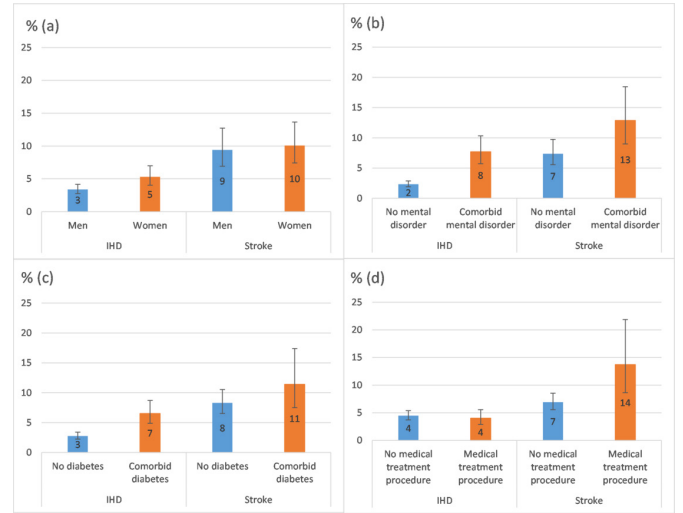 % (a)
25
20
15
10
5
0
3
5
9
10
Men Women Men Women
IHD Stroke
% (b)
25
20
15
10
5
0
2
8
7
13
No mental Comorbid No mental Comorbid
disorder mental disorder disorder mental disorder
IHD Stroke
% (c)
25
20
15
10
5
0
3
7
8
11
No diabetes Comorbid No diabetes Comorbid
diabetes diabetes
IHD Stroke
% (d)
25
20
15
10
5
0
4
4
7
14
No medical Medical No medical Medical
treatment treatment treatment treatment
procedure procedure procedure procedure
IHD Stroke